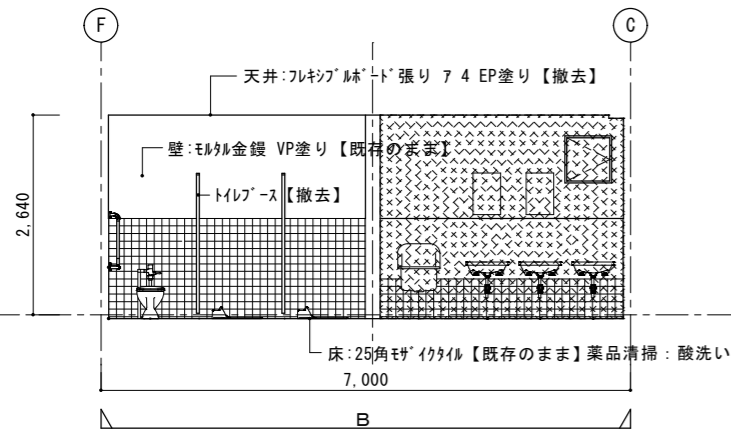 F
C
天井:フレキシブルボード張り ア 4 EP塗り【撤去】
壁:モルタル金鏝 VP塗り【既存のまま】
トイレブース【撤去】
2,640
床:25角モザイクタイル【既存のまま】薬品清掃：酸洗い
7,000
B